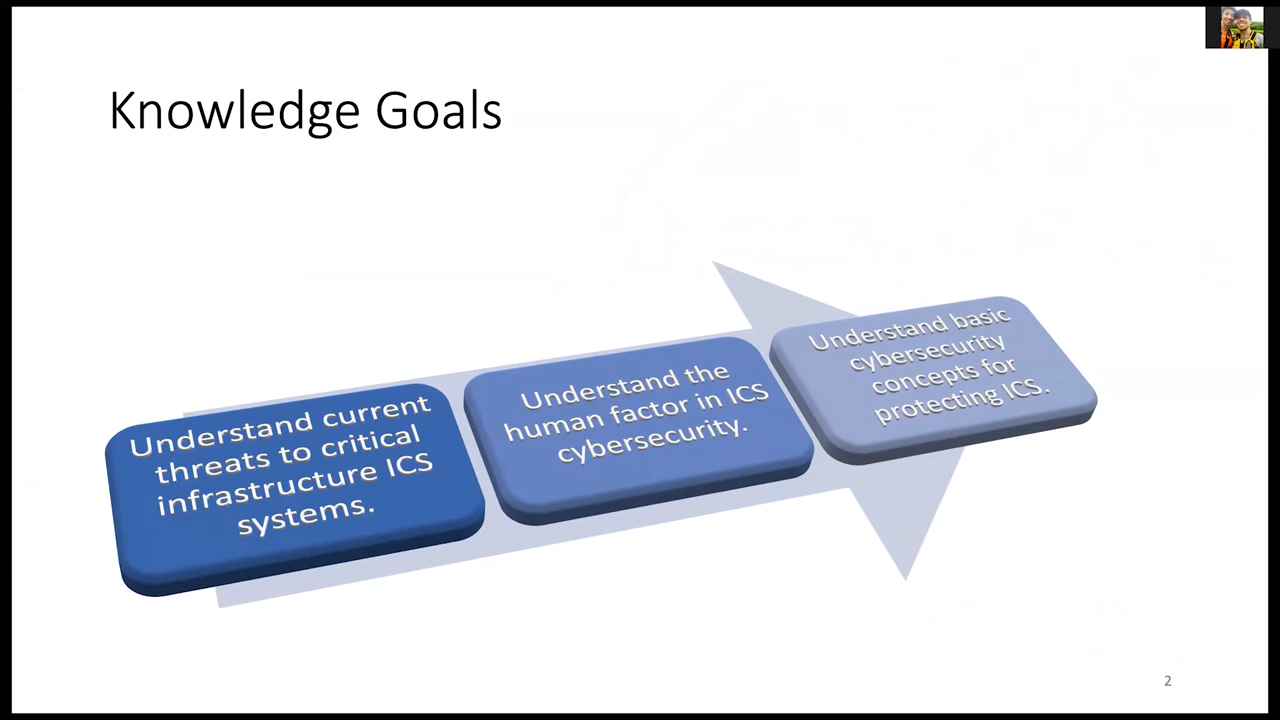 Knowledge Goals
Understand current
threats to critical
infrastructure ICS
systems.
Understand the
human factor in ICS
cybersecurity.
Understand basic
cybersecurity
concepts for
protecting ICS.
2